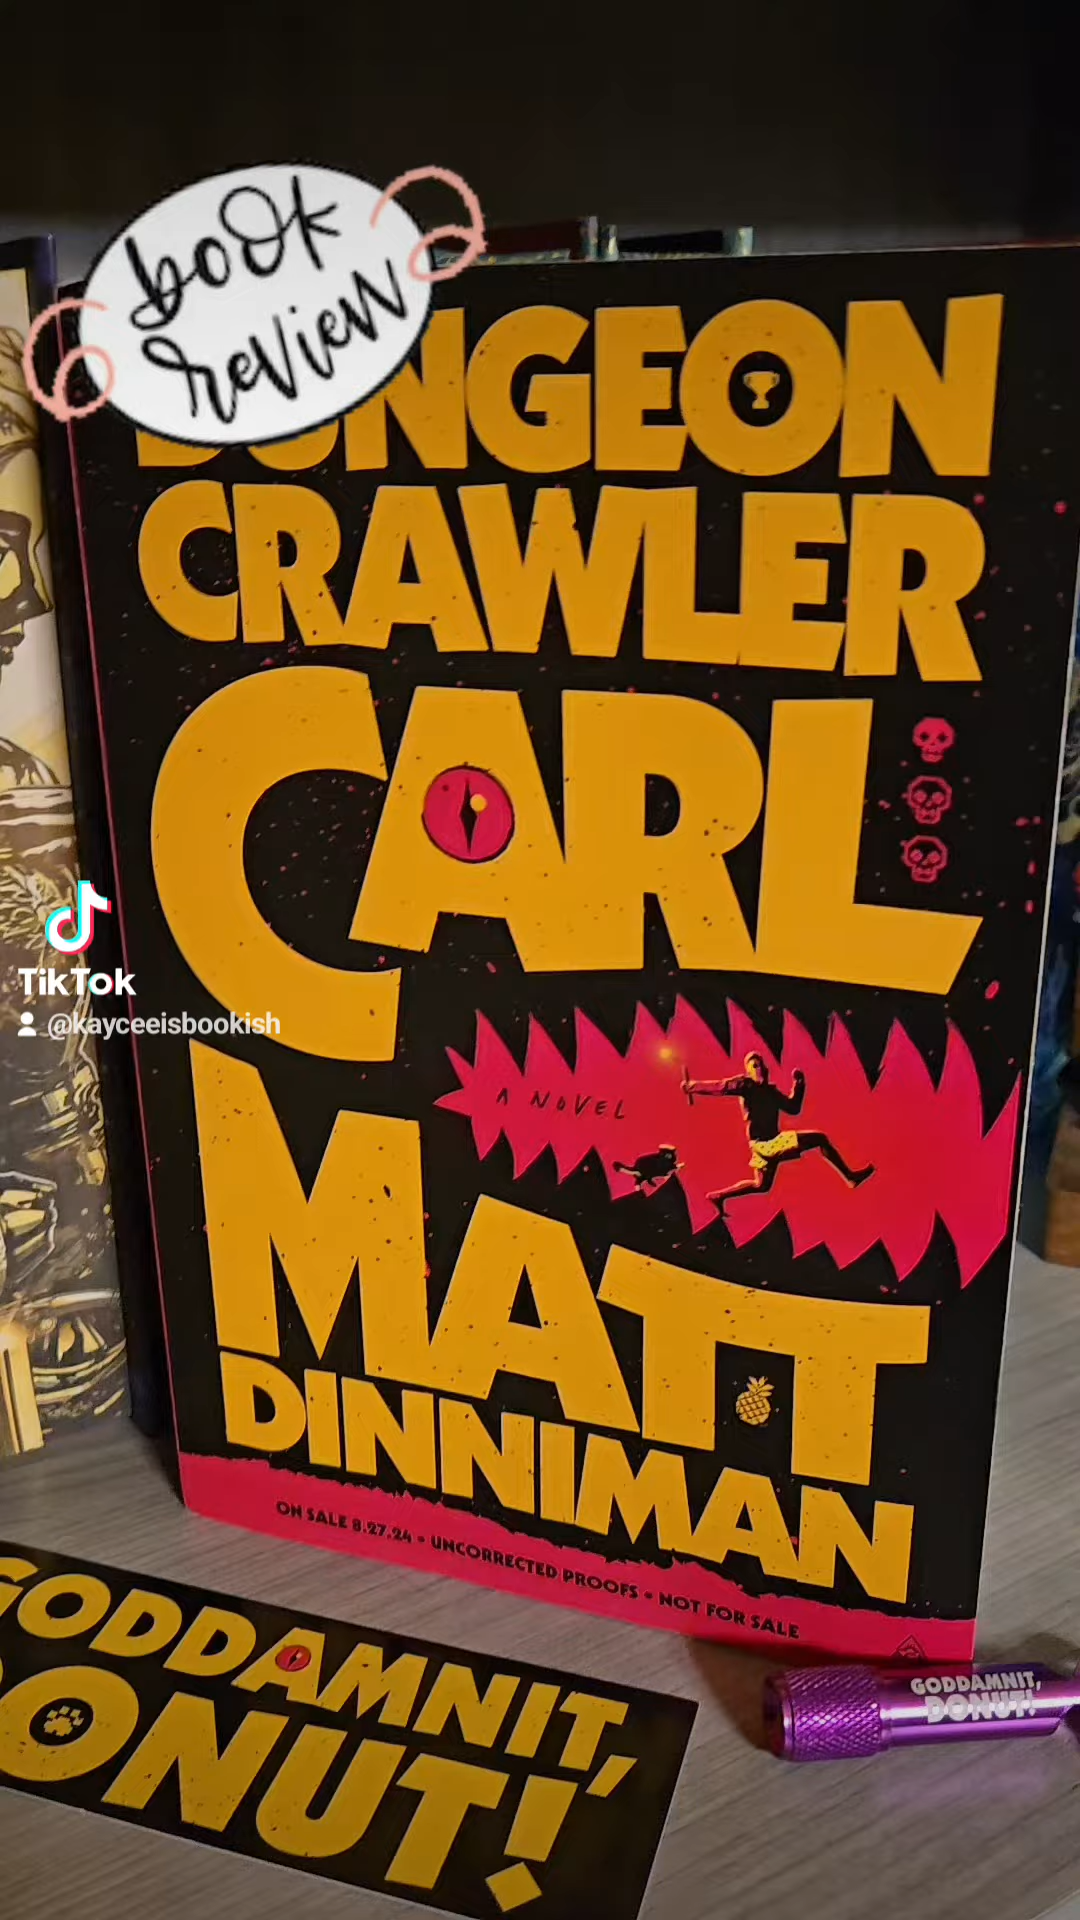 book
review
DUNGEON
CRAWLER
CARL
A NOVEL
MATT
DINNIMAN
ON SALE 8.27.24 • UNCORRECTED PROOFS • NOT FOR SALE
TikTok
@kayceeisbookish
GODDAMNIT,
DONUT!
GODDAMNIT,
DONUT!